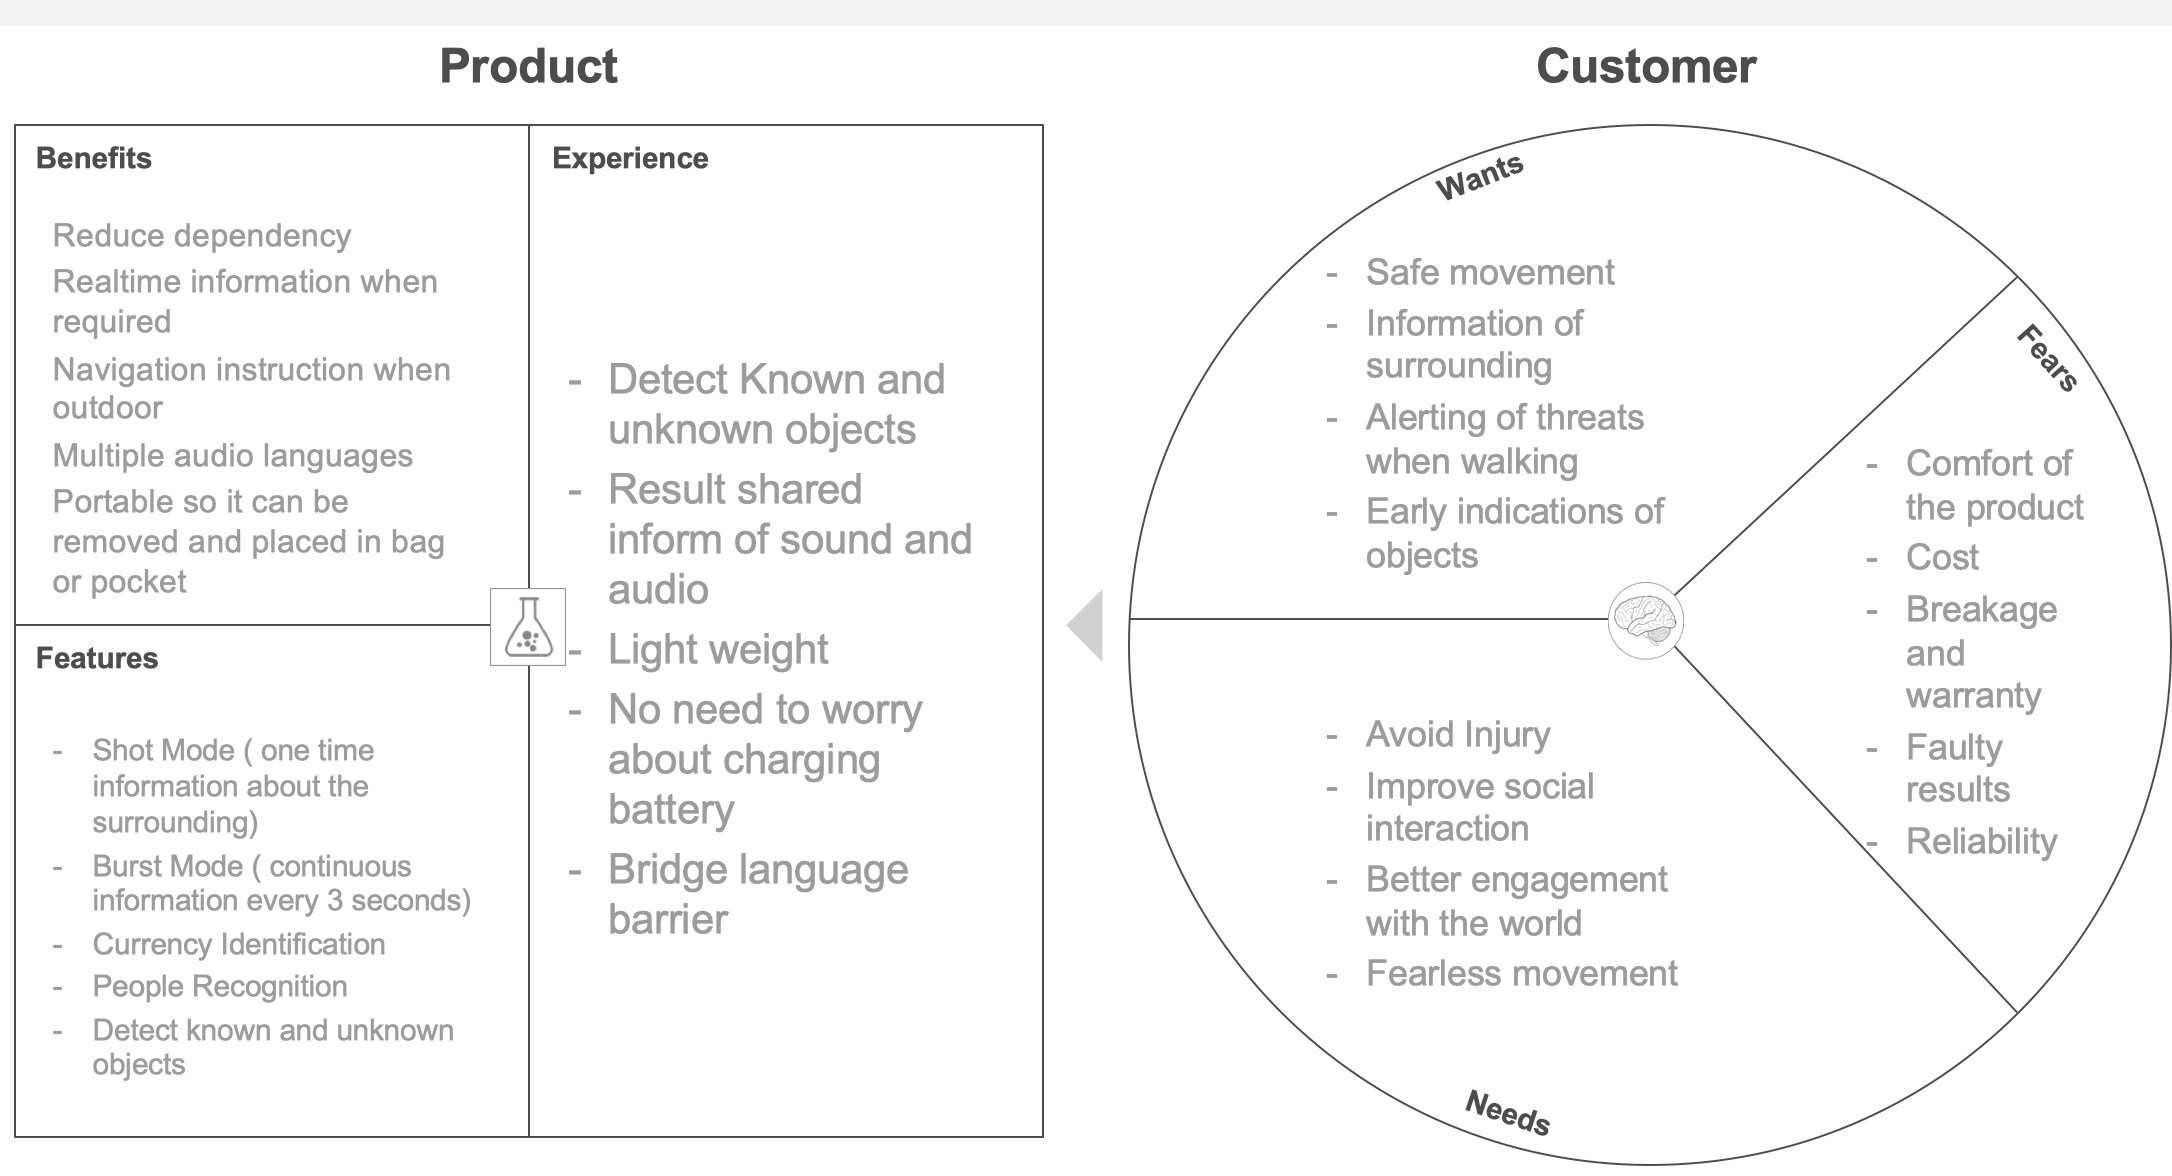 Product
Benefits
Reduce dependency
Realtime information when
required
Navigation instruction when
outdoor
Multiple audio languages
Portable so it can be
removed and placed in bag
or pocket
Features
- Shot Mode ( one time
information about the
surrounding)
- Burst Mode ( continuous
information every 3 seconds)
- Currency Identification
- People Recognition
- Detect known and unknown
objects
Experience
- Detect Known and
unknown objects
- Result shared
inform of sound and
audio
- Light weight
- No need to worry
about charging
battery
- Bridge language
barrier
Customer
Wants
- Safe movement
- Information of
surrounding
- Alerting of threats
when walking
- Early indications of
objects
Fears
- Comfort of
the product
- Cost
- Breakage
and
warranty
- Faulty
results
- Reliability
- Avoid Injury
- Improve social
interaction
- Better engagement
with the world
- Fearless movement
Needs